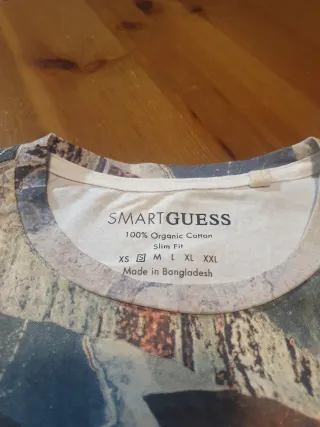 SMARTGUESS
100% Organic Cotton
Slim Fit
XS S M L XL XXL
Made in Bangladesh